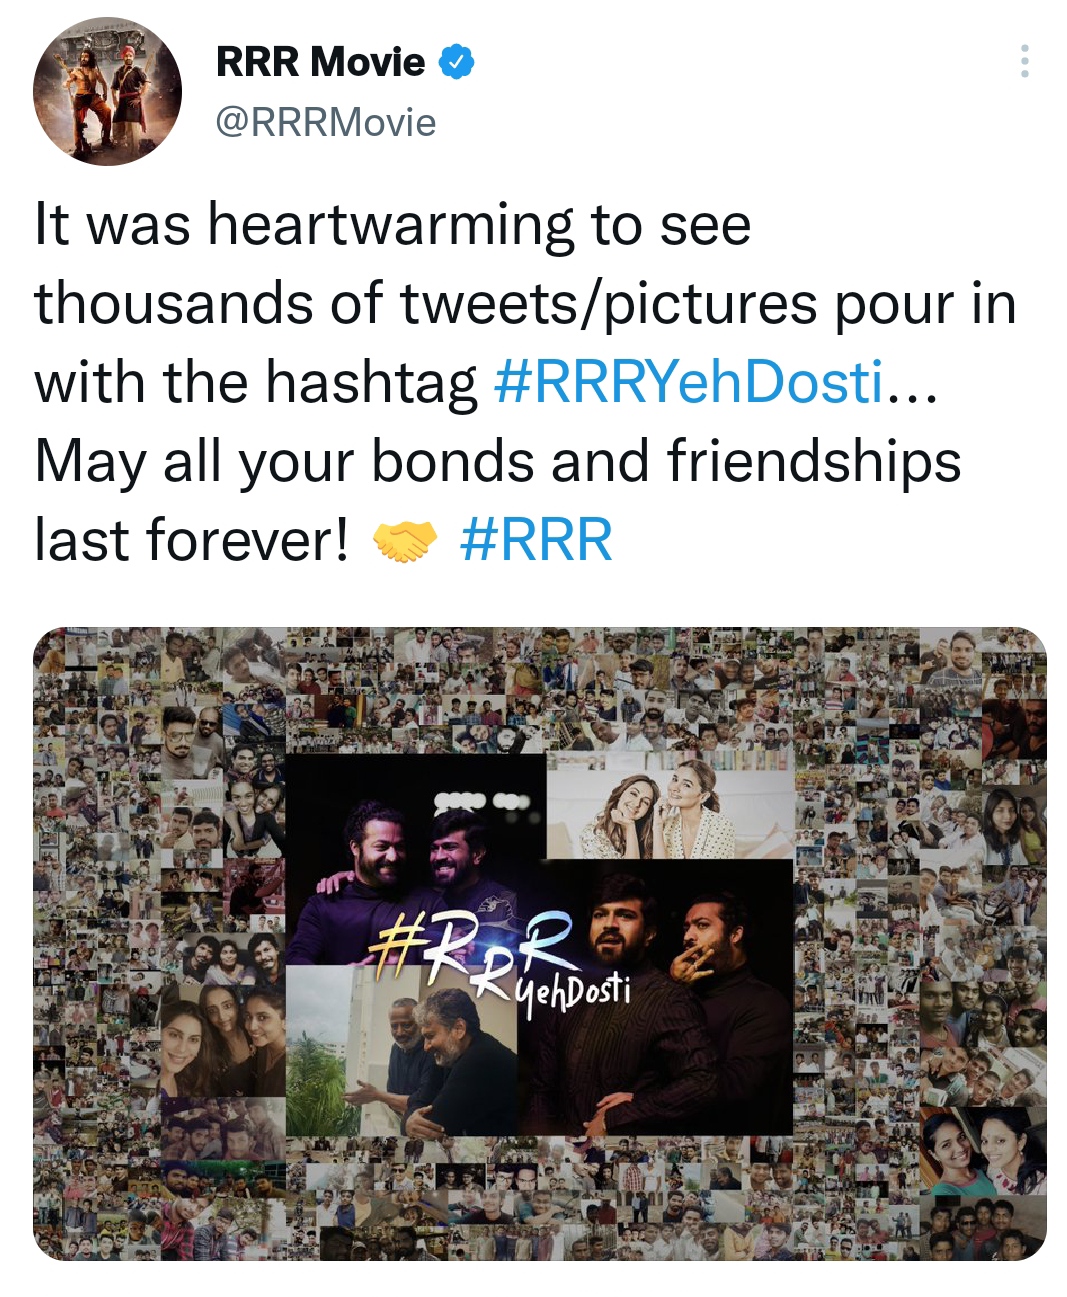 RRR Movie
@RRRMovie
It was heartwarming to see
thousands of tweets/pictures pour in
with the hashtag #RRRYehDosti...
May all your bonds and friendships
last forever! 🤝 #RRR
#RRR
YehDosti